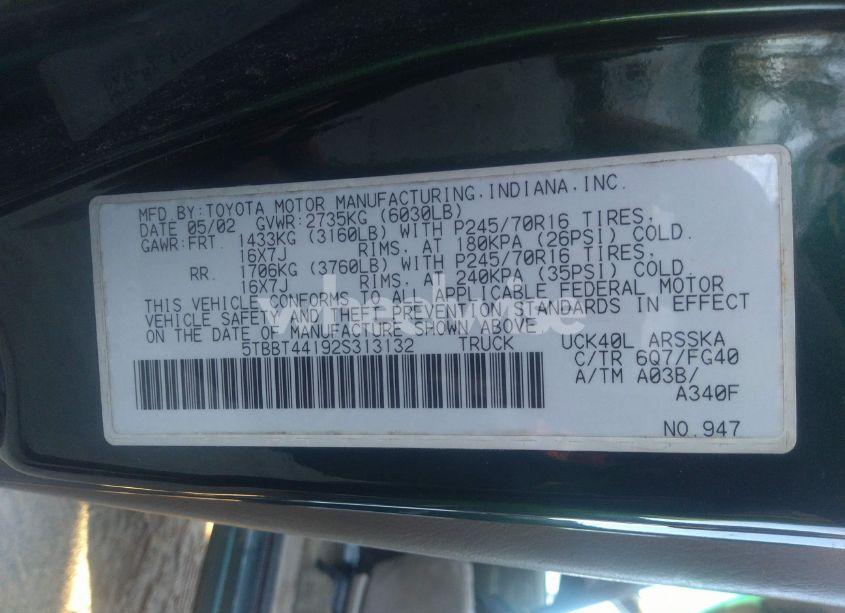 MFD.BY:TOYOTA MOTOR MANUFACTURING,INDIANA,INC.
DATE 05/02 GVWR:2735KG (6030LB)
GAWR:FRT. 1433KG (3160LB) WITH P245/70R16 TIRES,
16X7J RIMS, AT 180KPA (26PSI) COLD.
RR. 1706KG (3760LB) WITH P245/70R16 TIRES,
16X7J RIMS, AT 240KPA (35PSI) COLD.
THIS VEHICLE CONFORMS TO ALL APPLICABLE FEDERAL MOTOR
VEHICLE SAFETY AND THEFT PREVENTION STANDARDS IN EFFECT
ON THE DATE OF MANUFACTURE SHOWN ABOVE.
5TBBT44192S313132 TRUCK UCK40L ARSSKA
C/TR 6Q7/FG40
A/TM A03B/
A340F
NO.947